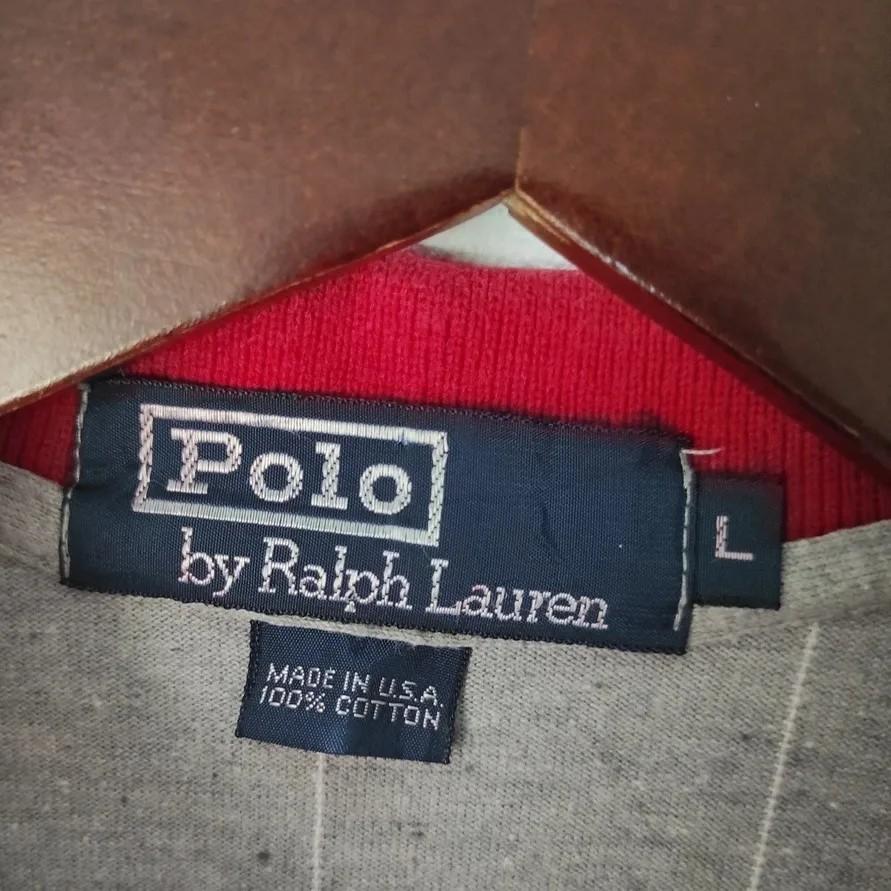 Polo
by Ralph Lauren
L
MADE IN U.S.A.
100% COTTON